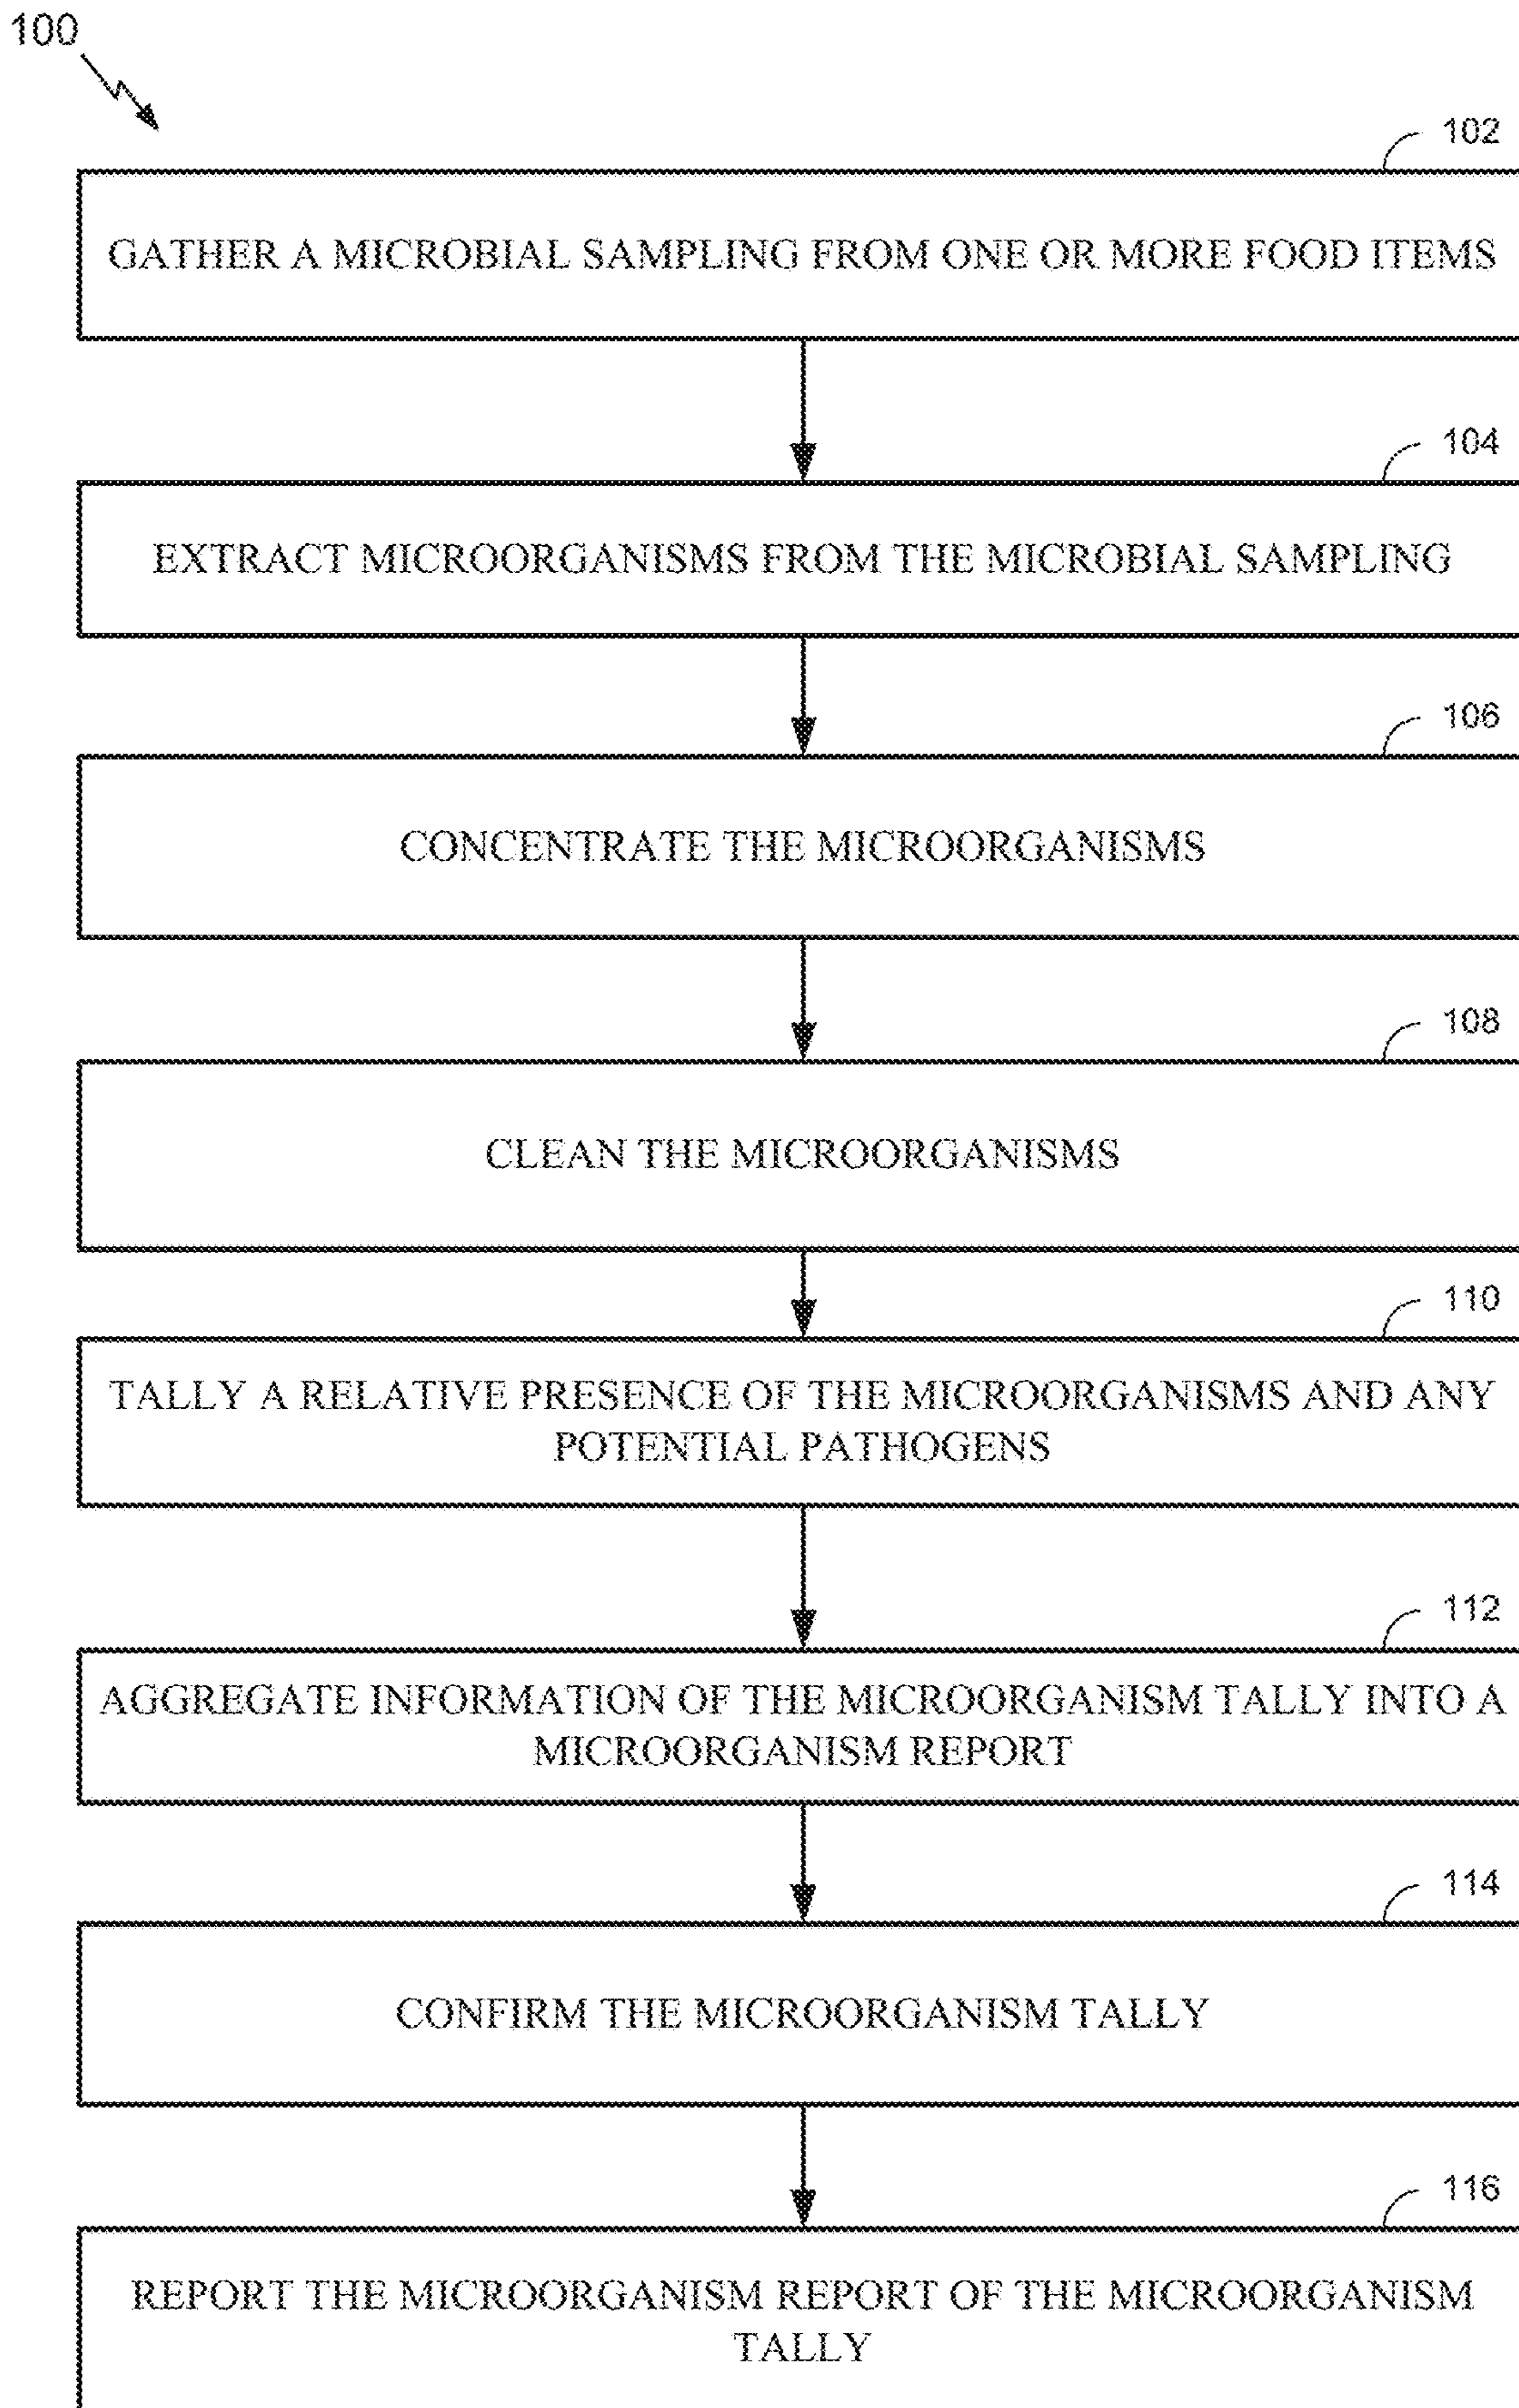 100
102
GATHER A MICROBIAL SAMPLING FROM ONE OR MORE FOOD ITEMS
104
EXTRACT MICROORGANISMS FROM THE MICROBIAL SAMPLING
106
CONCENTRATE THE MICROORGANISMS
108
CLEAN THE MICROORGANISMS
110
TALLY A RELATIVE PRESENCE OF THE MICROORGANISMS AND ANY
POTENTIAL PATHOGENS
112
AGGREGATE INFORMATION OF THE MICROORGANISM TALLY INTO A
MICROORGANISM REPORT
114
CONFIRM THE MICROORGANISM TALLY
116
REPORT THE MICROORGANISM REPORT OF THE MICROORGANISM
TALLY